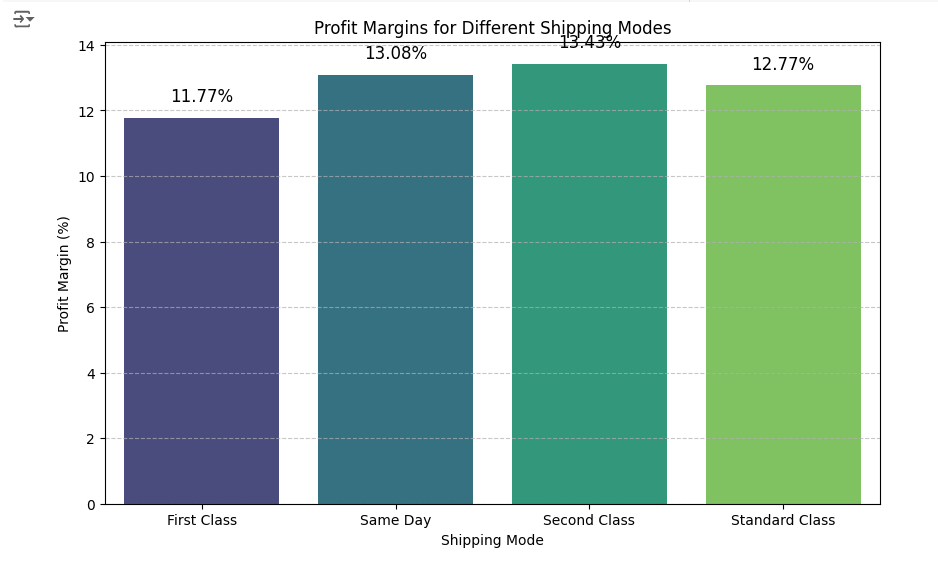 Profit Margins for Different Shipping Modes
14
12
10
8
6
4
2
0
Profit Margin (%)
11.77%
13.08%
13.43%
12.77%
First Class
Same Day
Second Class
Standard Class
Shipping Mode